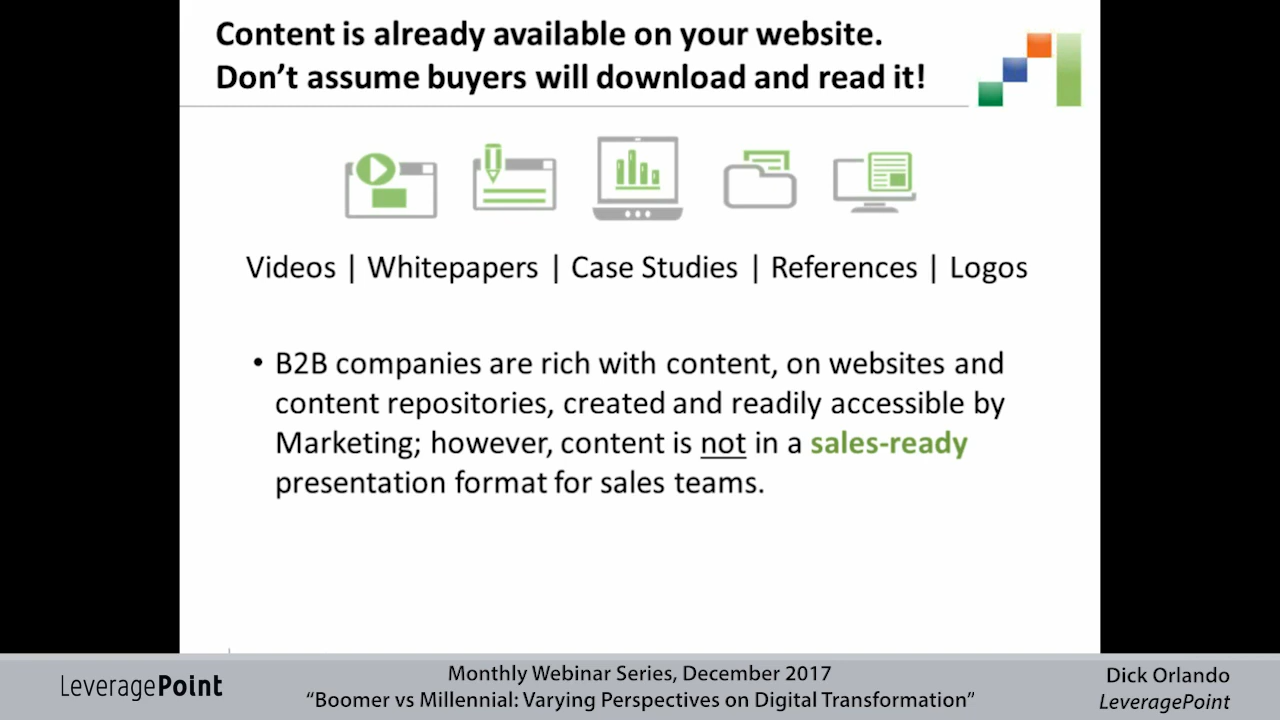 Content is already available on your website.
Don't assume buyers will download and read it!
Videos | Whitepapers | Case Studies | References | Logos
• B2B companies are rich with content, on websites and
content repositories, created and readily accessible by
Marketing; however, content is not in a sales-ready
presentation format for sales teams.
LeveragePoint
Monthly Webinar Series, December 2017
“Boomer vs Millennial: Varying Perspectives on Digital Transformation”
Dick Orlando
LeveragePoint